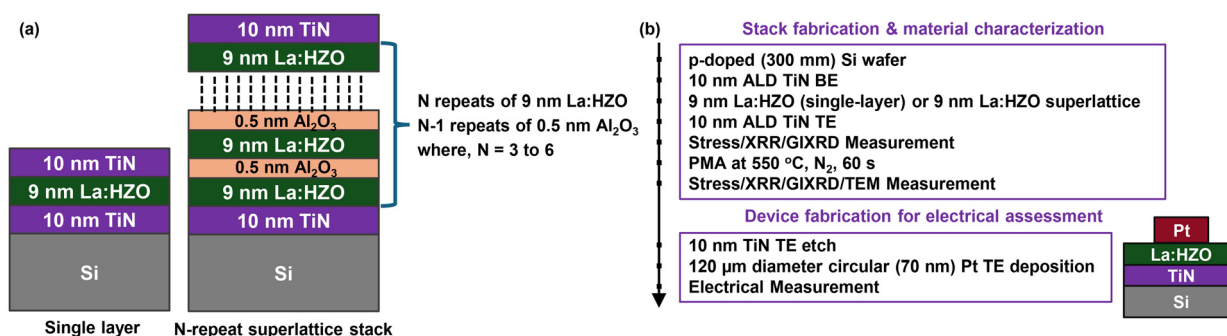 (a)
10 nm TiN
9 nm La:HZO
0.5 nm Al₂O₃
9 nm La:HZO
0.5 nm Al₂O₃
9 nm La:HZO
10 nm TiN
Si
N-repeat superlattice stack
N repeats of 9 nm La:HZO
N-1 repeats of 0.5 nm Al₂O₃
where, N = 3 to 6
10 nm TiN
9 nm La:HZO
10 nm TiN
Si
Single layer
(b)
Stack fabrication & material characterization
p-doped (300 mm) Si wafer
10 nm ALD TiN BE
9 nm La:HZO (single-layer) or 9 nm La:HZO superlattice
10 nm ALD TiN TE
Stress/XRR/GIXRD Measurement
PMA at 550 °C, N₂, 60 s
Stress/XRR/GIXRD/TEM Measurement
Device fabrication for electrical assessment
10 nm TiN TE etch
120 µm diameter circular (70 nm) Pt TE deposition
Electrical Measurement
Pt
La:HZO
TiN
Si